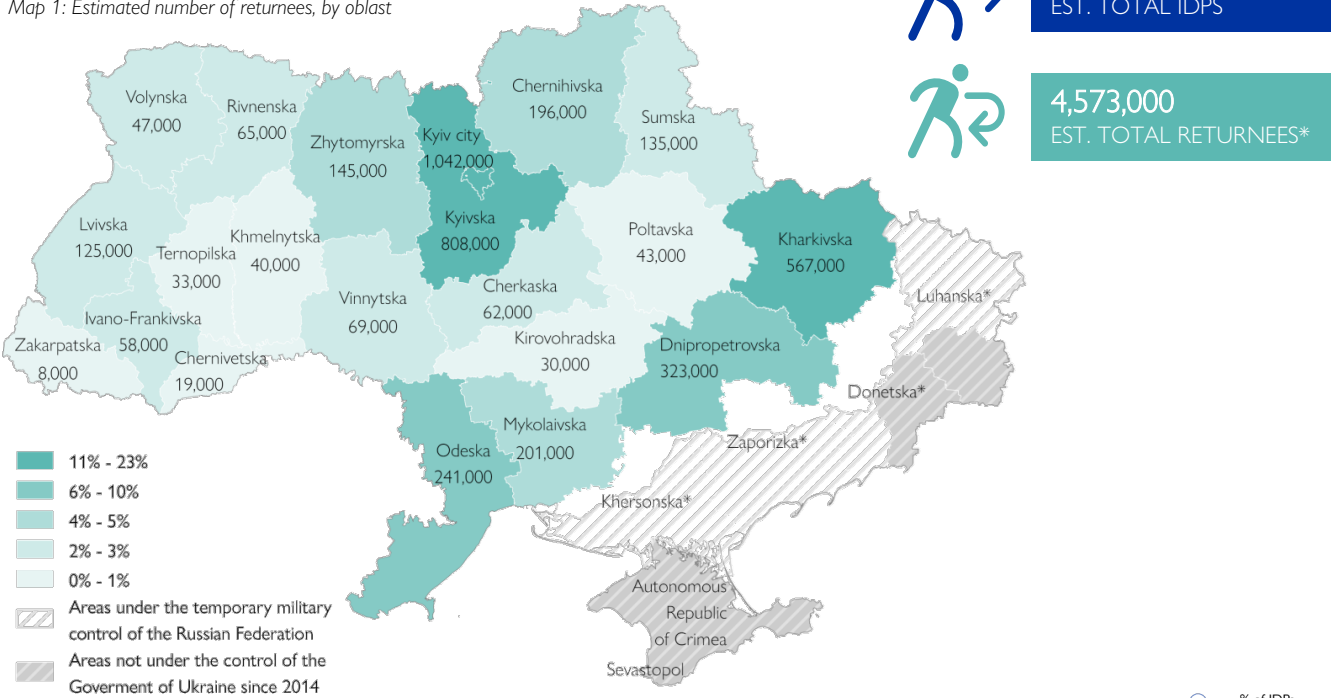 Map 1: Estimated number of returnees, by oblast
EST. TOTAL IDPS
4,573,000
EST. TOTAL RETURNEES*
Volynska
47,000
Rivnenska
65,000
Zhytomyrska
145,000
Kyiv city
1,042,000
Chernihivska
196,000
Sumska
135,000
Kyivska
808,000
Lvivska
125,000
Ternopilska
33,000
Khmelnytska
40,000
Poltavska
43,000
Kharkivska
567,000
Vinnytska
69,000
Cherkaska
62,000
Luhanska*
Ivano-Frankivska
58,000
Zakarpatska
8,000
Chernivetska
19,000
Kirovohradska
30,000
Dnipropetrovska
323,000
Donetska*
Mykolaivska
201,000
Odeska
241,000
Zaporizka*
Khersonska*
Autonomous
Republic
of Crimea
Sevastopol
11% - 23%
6% - 10%
4% - 5%
2% - 3%
0% - 1%
Areas under the temporary military
control of the Russian Federation
Areas not under the control of the
Goverment of Ukraine since 2014
% of IDPs